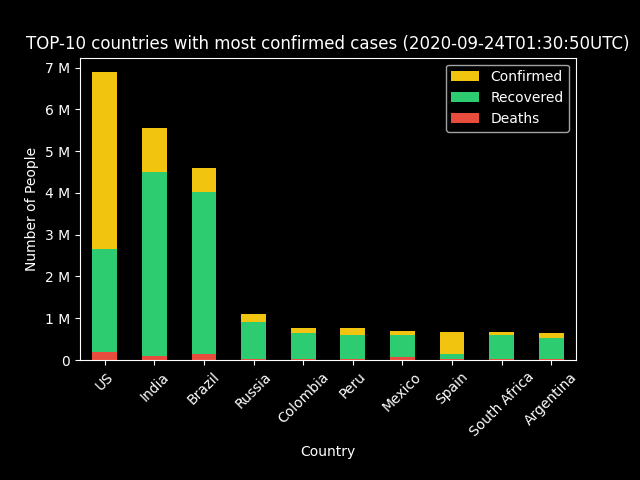 TOP-10 countries with most confirmed cases (2020-09-24T01:30:50UTC)
Confirmed
Recovered
Deaths
Number of People
7 M
6 M
5 M
4 M
3 M
2 M
1 M
0
US
India
Brazil
Russia
Colombia
Peru
Mexico
Spain
South Africa
Argentina
Country